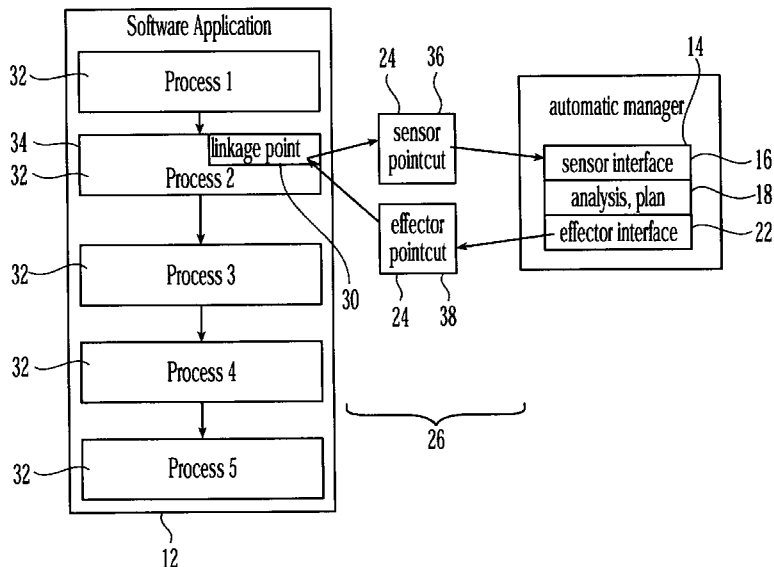 Software Application
32
Process 1
34
32
linkage point
Process 2
32
Process 3
30
32
Process 4
32
Process 5
12
24
36
sensor
pointcut
effector
pointcut
24
38
26
14
automatic manager
sensor interface
16
analysis, plan
18
effector interface
22